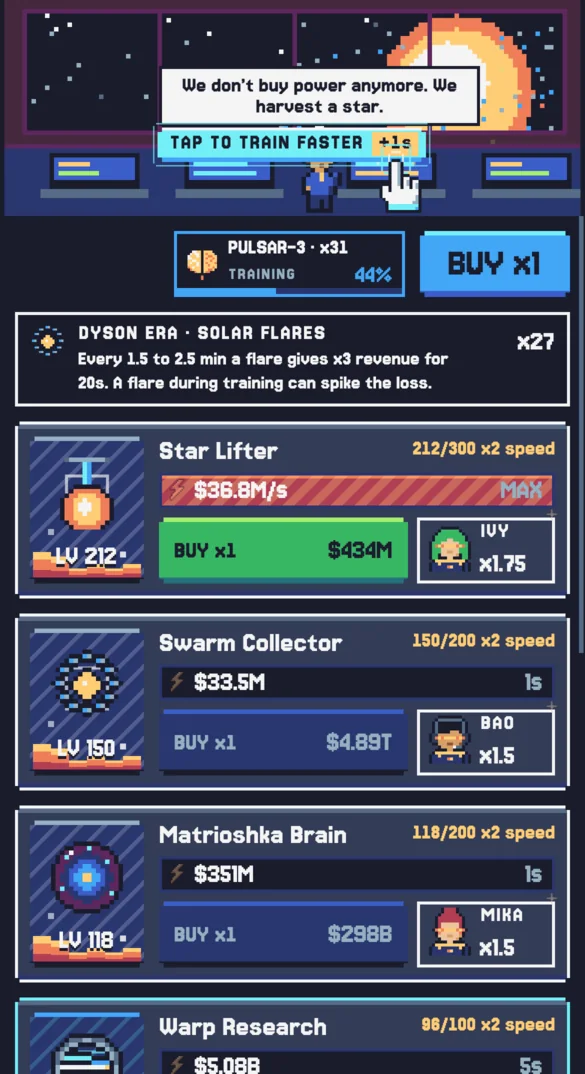 We don't buy power anymore. We
harvest a star.
TAP TO TRAIN FASTER +1s
PULSAR-3 · x31
TRAINING 44%
BUY x1
DYSON ERA · SOLAR FLARES
x27
Every 1.5 to 2.5 min a flare gives x3 revenue for
20s. A flare during training can spike the loss.
Star Lifter
212/300 x2 speed
$36.8M/s MAX
LV 212
BUY x1 $434M
IVY
x1.75
Swarm Collector
150/200 x2 speed
$33.5M 1s
LV 150
BUY x1 $4.89T
BAO
x1.5
Matrioshka Brain
118/200 x2 speed
$351M 1s
LV 118
BUY x1 $298B
MIKA
x1.5
Warp Research
96/100 x2 speed
$5.08B 5s